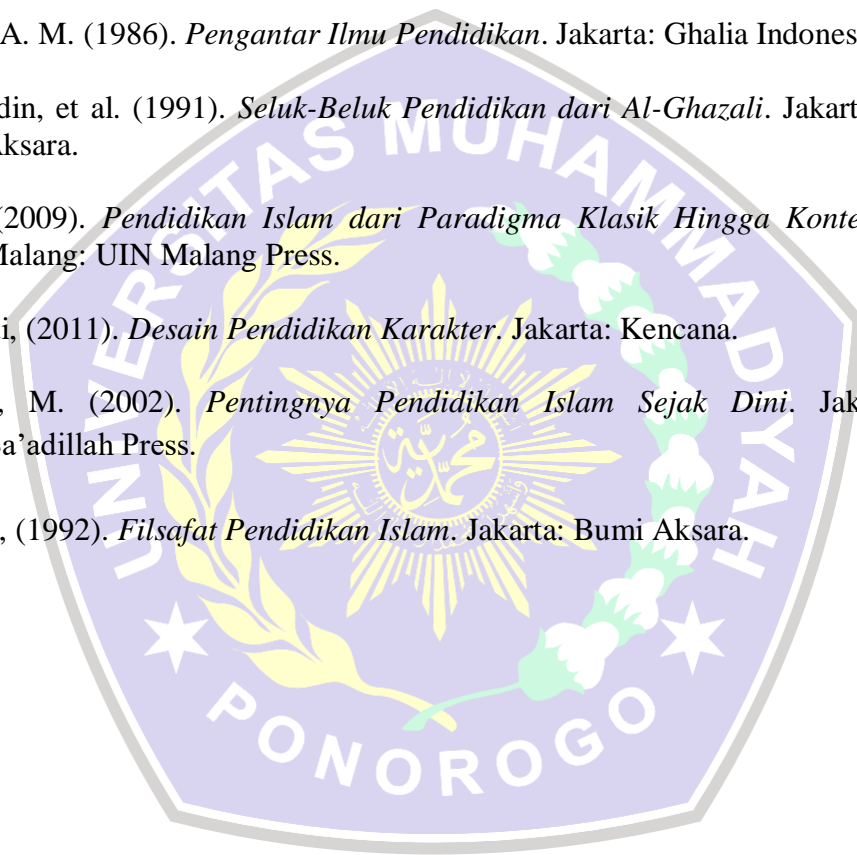 A. M. (1986). Pengantar Ilmu Pendidikan. Jakarta: Ghalia Indones
din, et al. (1991). Seluk-Beluk Pendidikan dari Al-Ghazali. Jakart
Aksara.
(2009). Pendidikan Islam dari Paradigma Klasik Hingga Konte
Malang: UIN Malang Press.
i, (2011). Desain Pendidikan Karakter. Jakarta: Kencana.
, M. (2002). Pentingnya Pendidikan Islam Sejak Dini. Jak
a’adillah Press.
, (1992). Filsafat Pendidikan Islam. Jakarta: Bumi Aksara.
UNIVERSITAS MUHAMMADIYAH
PONOROGO
محمد